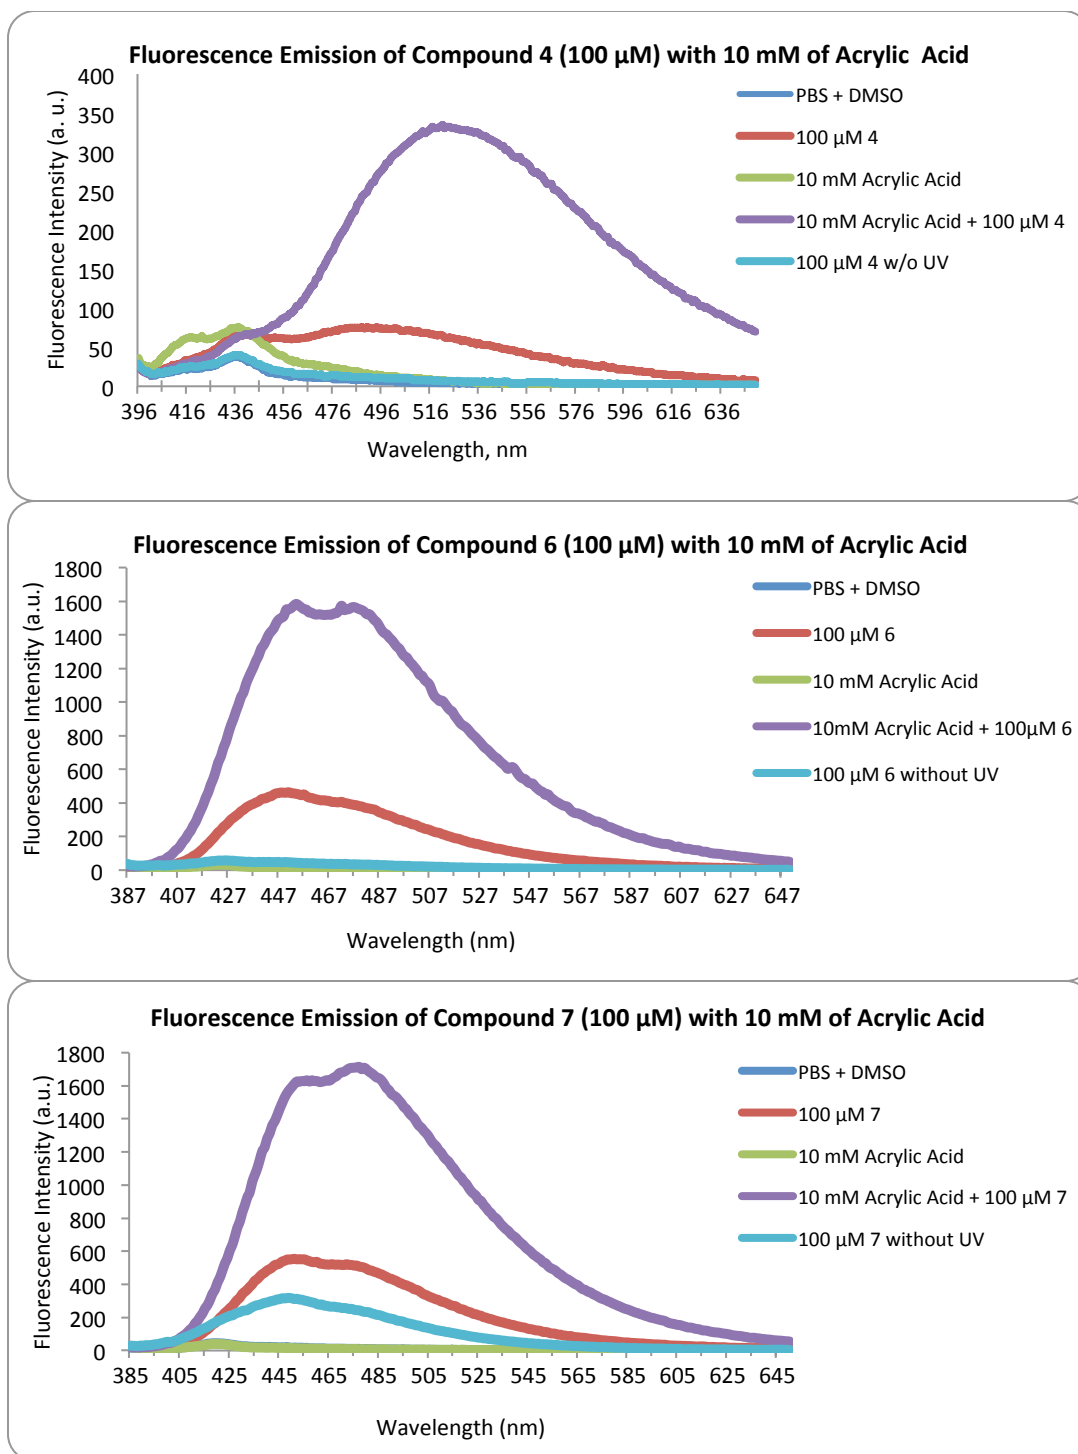 Fluorescence Emission of Compound 4 (100 µM) with 10 mM of Acrylic Acid
Fluorescence Intensity (a. u.)
400
350
300
250
200
150
100
50
0
396 416 436 456 476 496 516 536 556 576 596 616 636
Wavelength, nm
PBS + DMSO
100 µM 4
10 mM Acrylic Acid
10 mM Acrylic Acid + 100 µM 4
100 µM 4 w/o UV
Fluorescence Emission of Compound 6 (100 µM) with 10 mM of Acrylic Acid
Fluorescence Intensity (a.u.)
1800
1600
1400
1200
1000
800
600
400
200
0
387 407 427 447 467 487 507 527 547 567 587 607 627 647
Wavelength (nm)
PBS + DMSO
100 µM 6
10 mM Acrylic Acid
10mM Acrylic Acid + 100µM 6
100 µM 6 without UV
Fluorescence Emission of Compound 7 (100 µM) with 10 mM of Acrylic Acid
Fluorescence Intensity (a.u.)
1800
1600
1400
1200
1000
800
600
400
200
0
385 405 425 445 465 485 505 525 545 565 585 605 625 645
Wavelength (nm)
PBS + DMSO
100 µM 7
10 mM Acrylic Acid
10 mM Acrylic Acid + 100 µM 7
100 µM 7 without UV